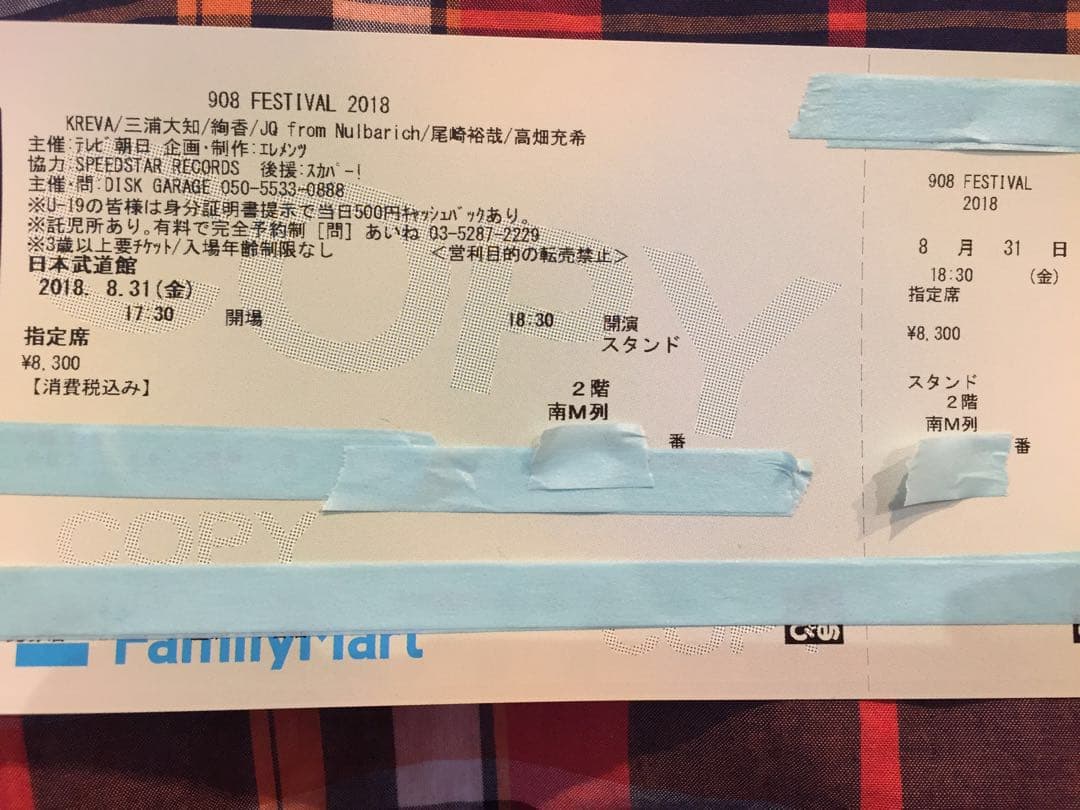 908 FESTIVAL 2018
KREVA/三浦大知/絢香/JQ from Nulbarich/尾崎裕哉/高畑充希
主催:テレビ朝日 企画・制作:エレメンツ
協力 SPEEDSTAR RECORDS 後援:スカパー!
主催・問:DISK GARAGE 050-5533-0888
※U-19の皆様は身分証明書提示で当日500円キャッシュバックあり。
※託児所あり。有料で完全予約制[問]あいね 03-5287-2229
※3歳以上要チケット/入場年齢制限なし <営利目的の転売禁止>
日本武道館
2018. 8.31(金)
17:30 開場 18:30 開演
指定席 スタンド
¥8,300
【消費税込み】 2階
南M列
番
COPY
COPY
FamilyMart
COPY
908 FESTIVAL
2018
8 月 31 日
18:30 (金)
指定席
¥8,300
スタンド
2階
南M列
番